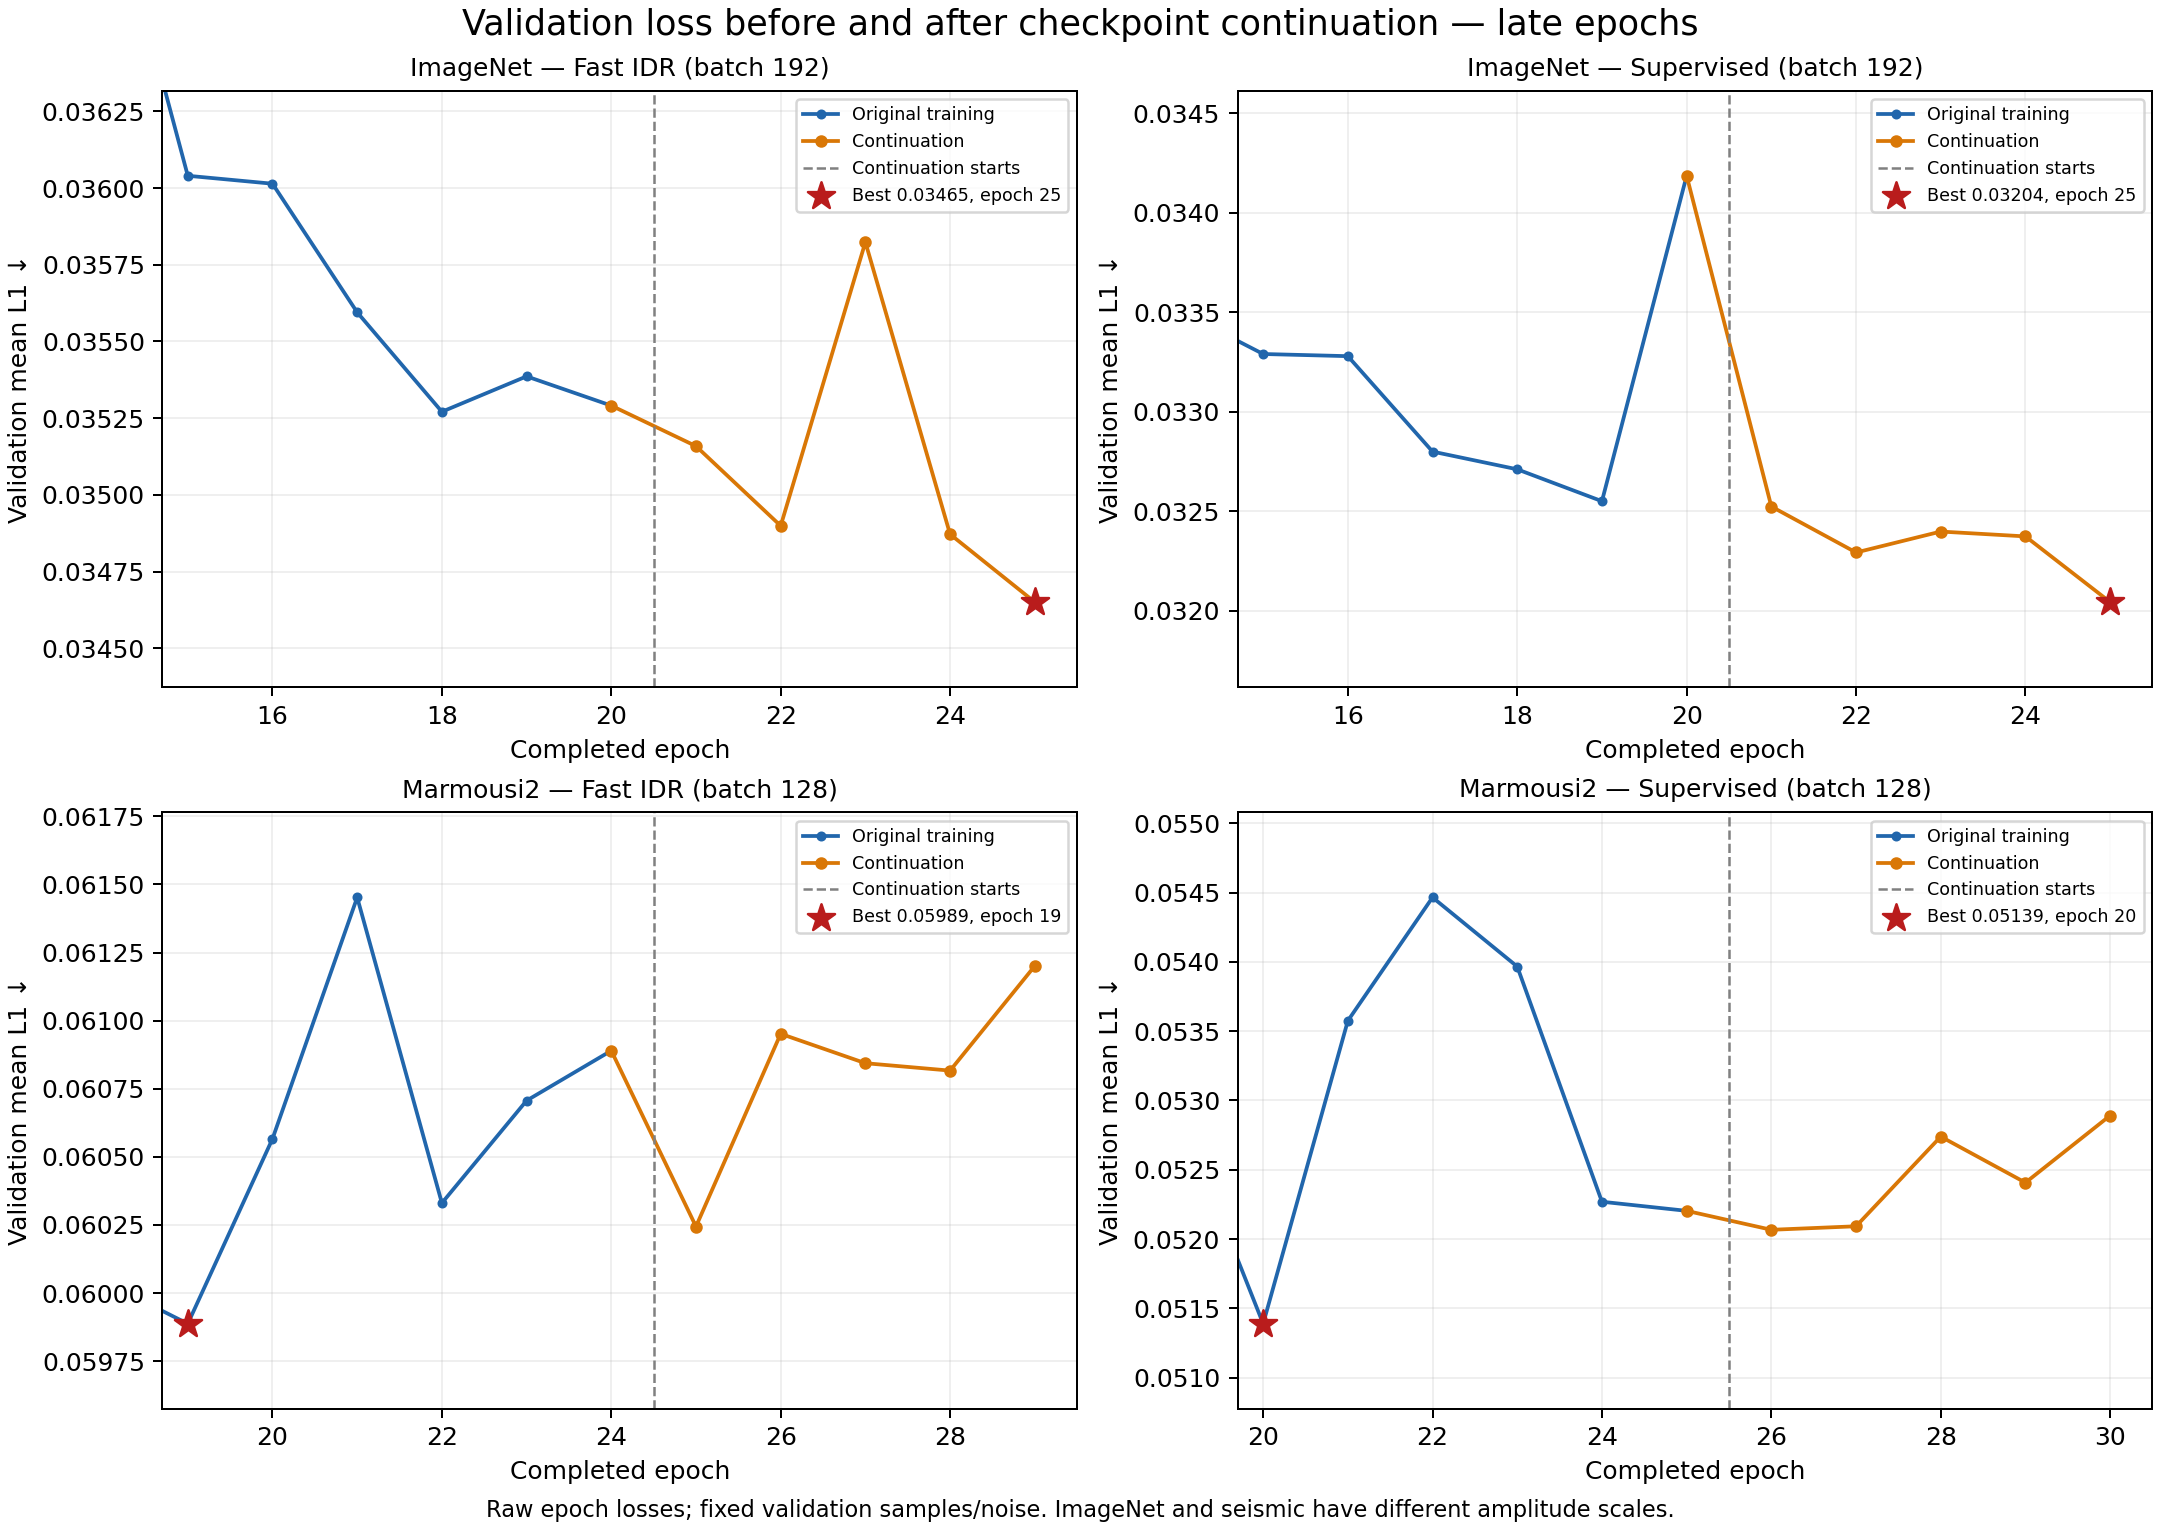 Validation loss before and after checkpoint continuation — late epochs
ImageNet — Fast IDR (batch 192)
0.03625
0.03600
0.03575
0.03550
0.03525
0.03500
0.03475
0.03450
Validation mean L1 ↓
Original training
Continuation
Continuation starts
Best 0.03465, epoch 25
16 18 20 22 24
Completed epoch
ImageNet — Supervised (batch 192)
0.0345
0.0340
0.0335
0.0330
0.0325
0.0320
Validation mean L1 ↓
Original training
Continuation
Continuation starts
Best 0.03204, epoch 25
16 18 20 22 24
Completed epoch
Marmousi2 — Fast IDR (batch 128)
0.06175
0.06150
0.06125
0.06100
0.06075
0.06050
0.06025
0.06000
0.05975
Validation mean L1 ↓
Original training
Continuation
Continuation starts
Best 0.05989, epoch 19
20 22 24 26 28
Completed epoch
Marmousi2 — Supervised (batch 128)
0.0550
0.0545
0.0540
0.0535
0.0530
0.0525
0.0520
0.0515
0.0510
Validation mean L1 ↓
Original training
Continuation
Continuation starts
Best 0.05139, epoch 20
20 22 24 26 28 30
Completed epoch
Raw epoch losses; fixed validation samples/noise. ImageNet and seismic have different amplitude scales.